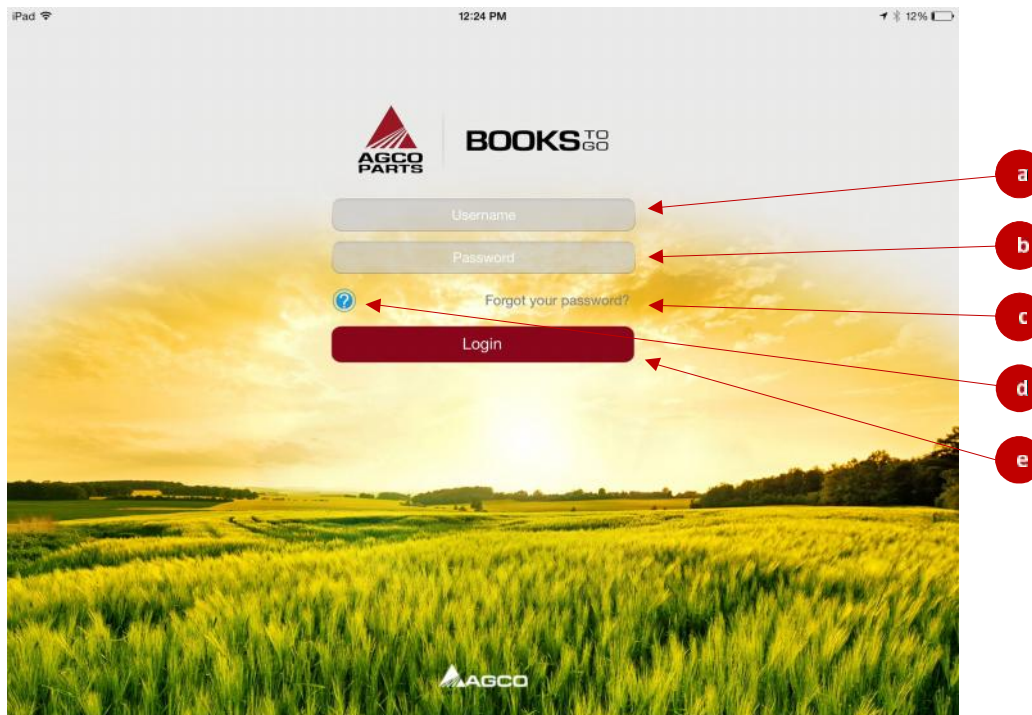 iPad 12:24 PM 12%
AGCO
PARTS
BOOKS TO GO
Username
a
Password
b
?
Forgot your password?
c
Login
d
e
AGCO